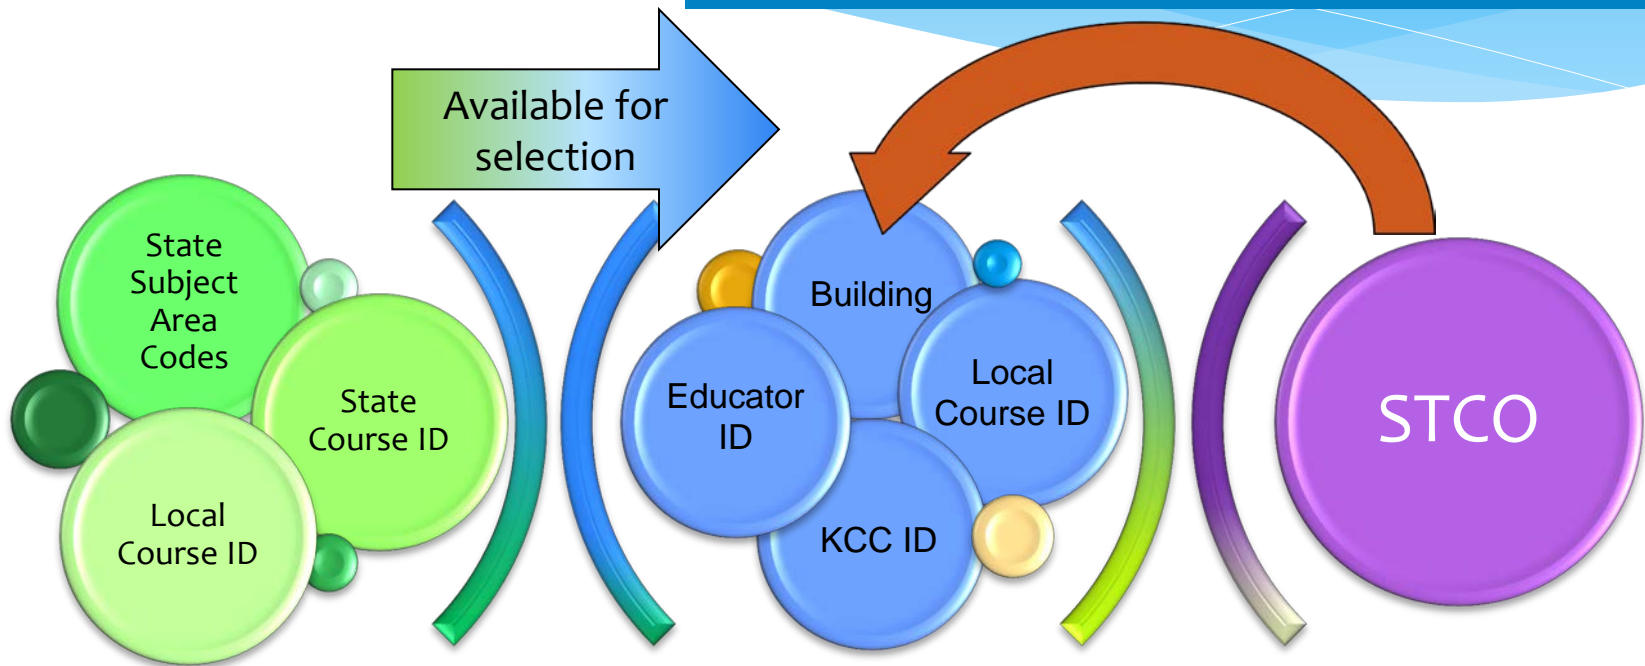 Available for
selection
State
Subject
Area
Codes
State
Course ID
Local
Course ID
Building
Educator
ID
Local
Course ID
KCC ID
STCO